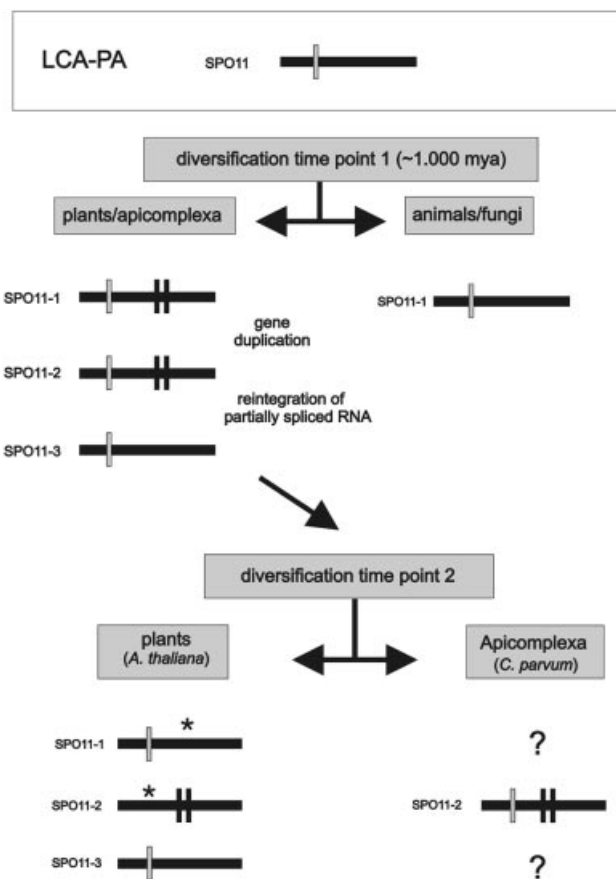 LCA-PA
SPO11
diversification time point 1 (~1.000 mya)
plants/apicomplexa
animals/fungi
SPO11-1
SPO11-1
gene
duplication
SPO11-2
reintegration of
partially spliced RNA
SPO11-3
diversification time point 2
plants
(A. thaliana)
Apicomplexa
(C. parvum)
*
SPO11-1
?
*
SPO11-2
SPO11-2
SPO11-3
?